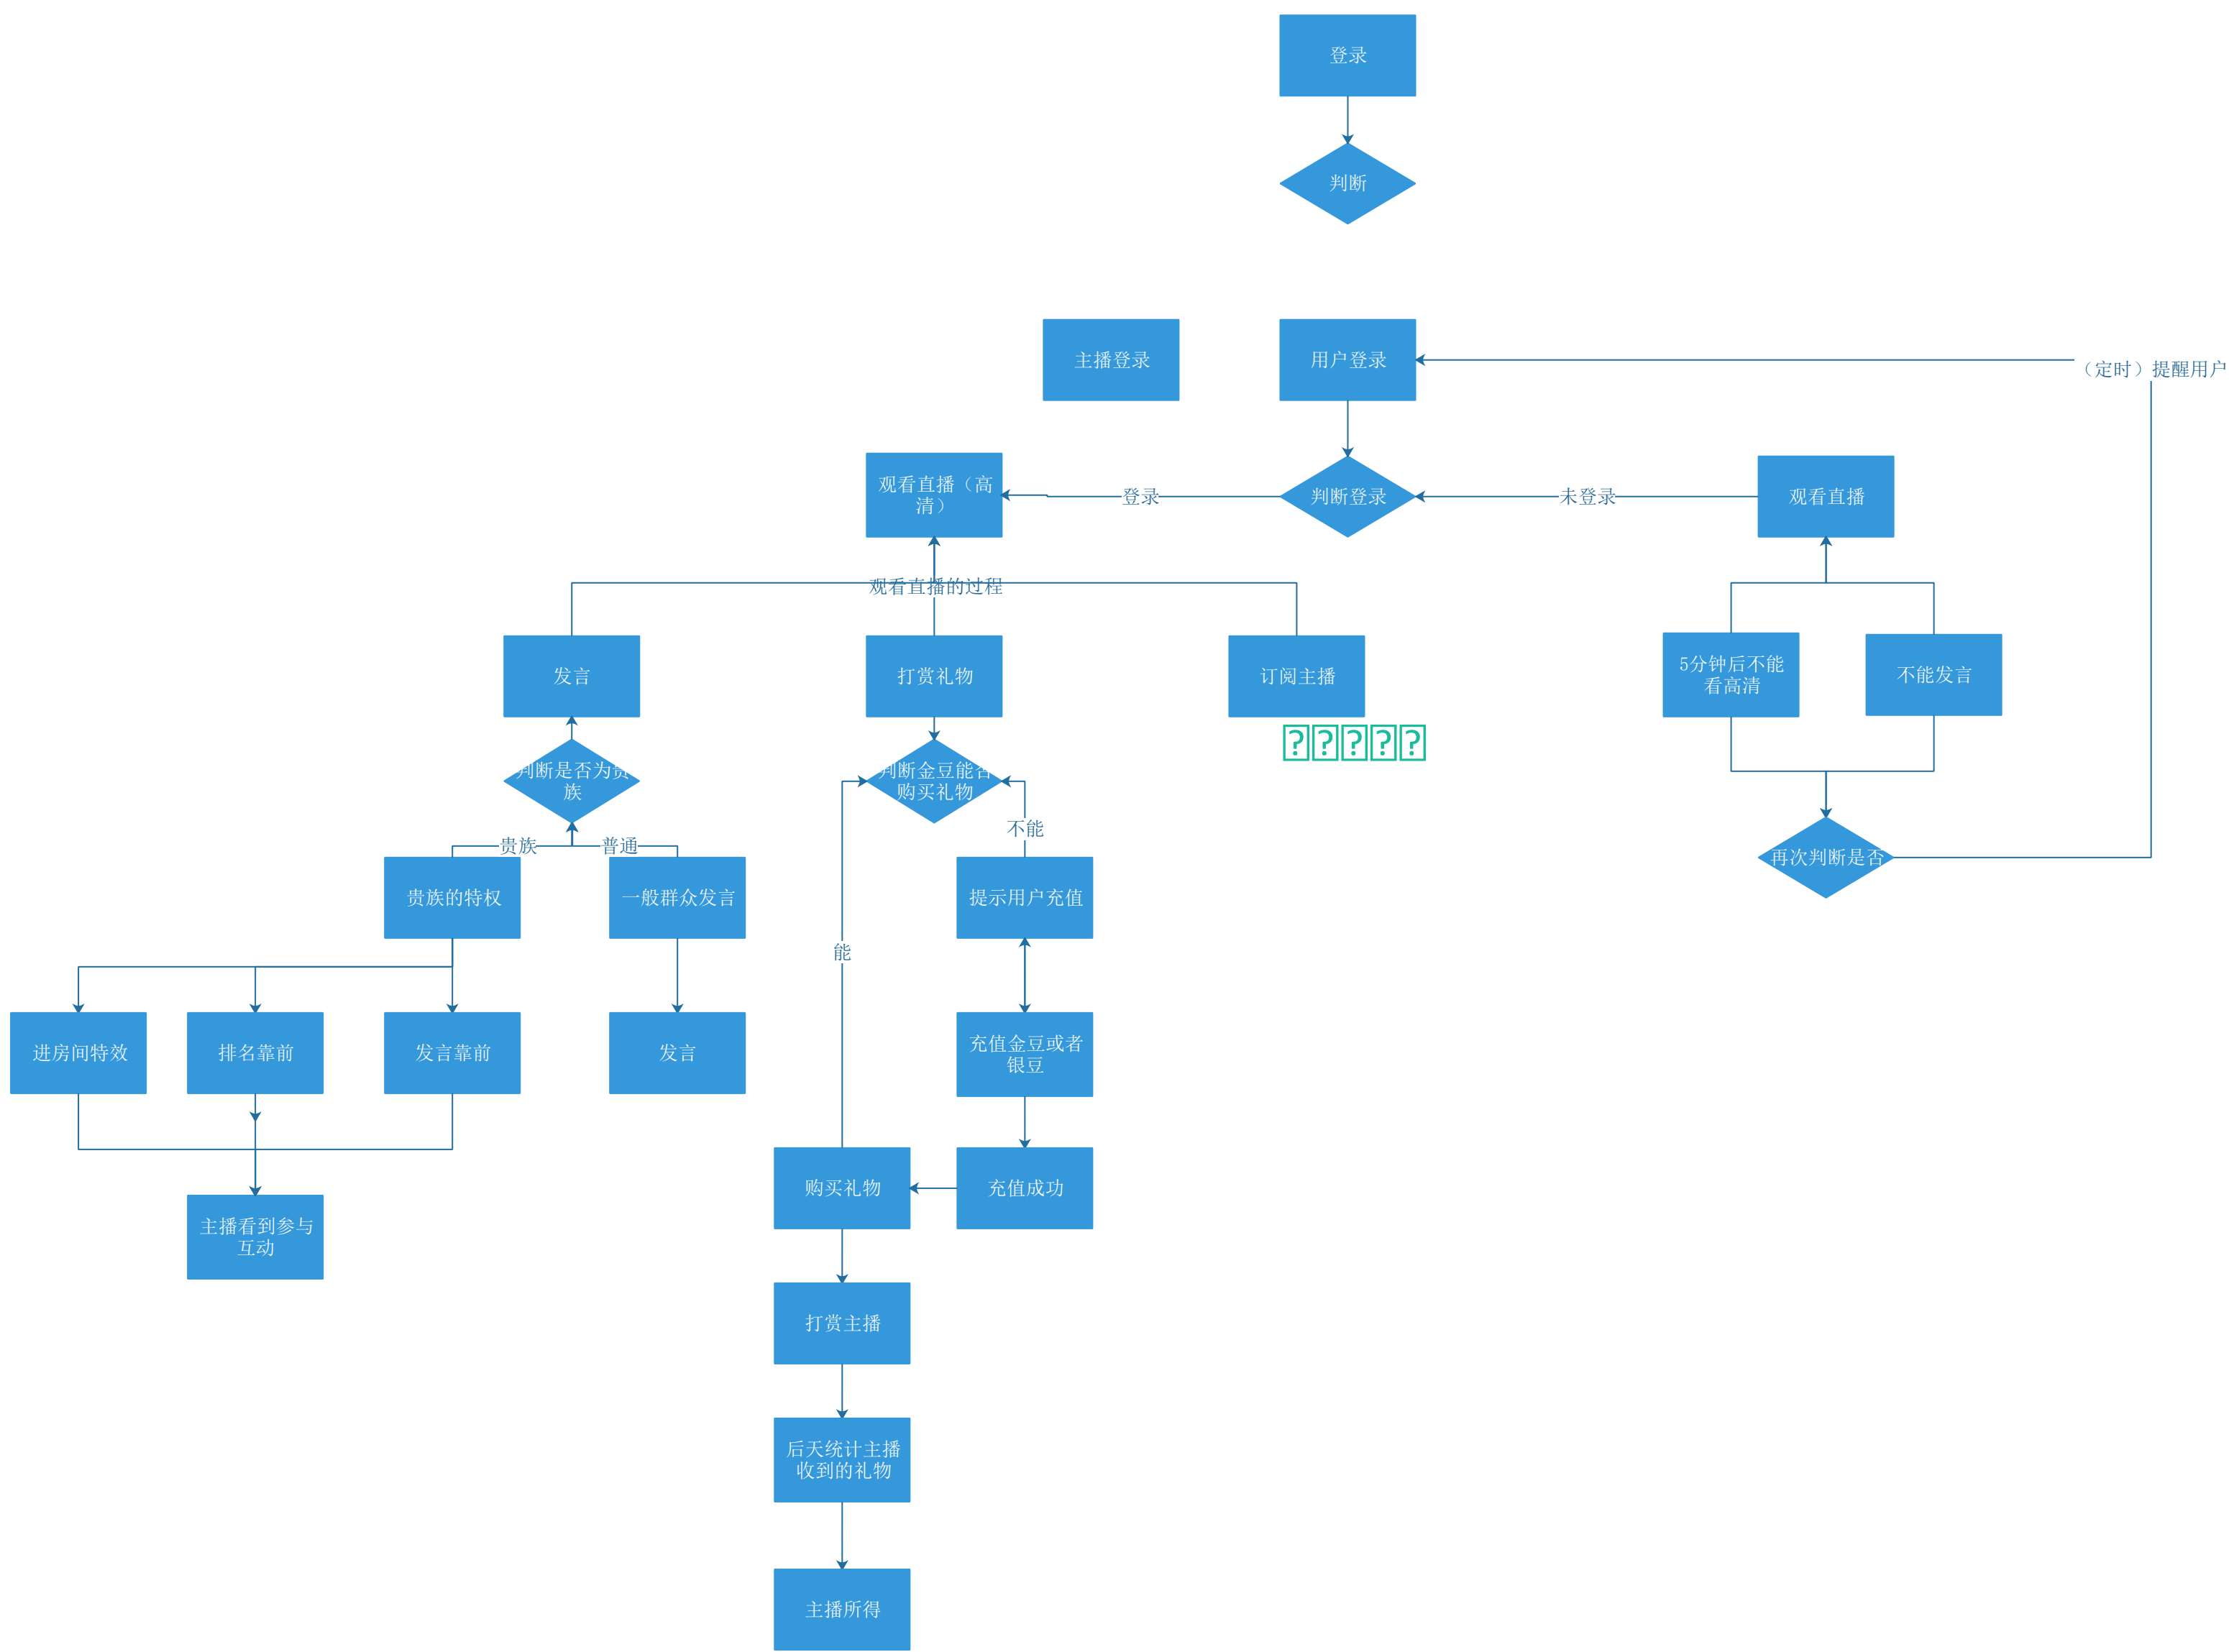 登录
判断
主播登录
用户登录
（定时）提醒用户
观看直播（高
清）
登录
判断登录
未登录
观看直播
观看直播的过程
发言
打赏礼物
订阅主播
5分钟后不能
看高清
不能发言
判断是否为贵
族
判断金豆能否
购买礼物
不能
贵族
普通
再次判断是否
贵族的特权
一般群众发言
提示用户充值
能
进房间特效
排名靠前
发言靠前
发言
充值金豆或者
银豆
购买礼物
充值成功
主播看到参与
互动
打赏主播
后天统计主播
收到的礼物
主播所得